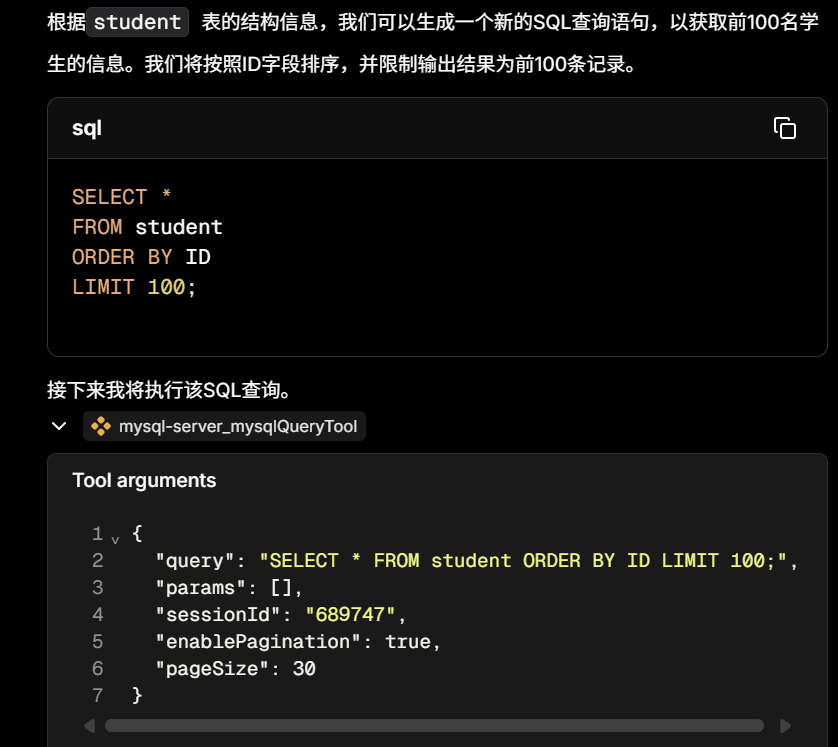 根据 student 表的结构信息，我们可以生成一个新的SQL查询语句，以获取前100名学
生的信息。我们将按照ID字段排序，并限制输出结果为前100条记录。
sql
SELECT *
FROM student
ORDER BY ID
LIMIT 100;
接下来我将执行该SQL查询。
mysql-server_mysqlQueryTool
Tool arguments
1 {
2 "query": "SELECT * FROM student ORDER BY ID LIMIT 100;",
3 "params": [],
4 "sessionId": "689747",
5 "enablePagination": true,
6 "pageSize": 30
7 }